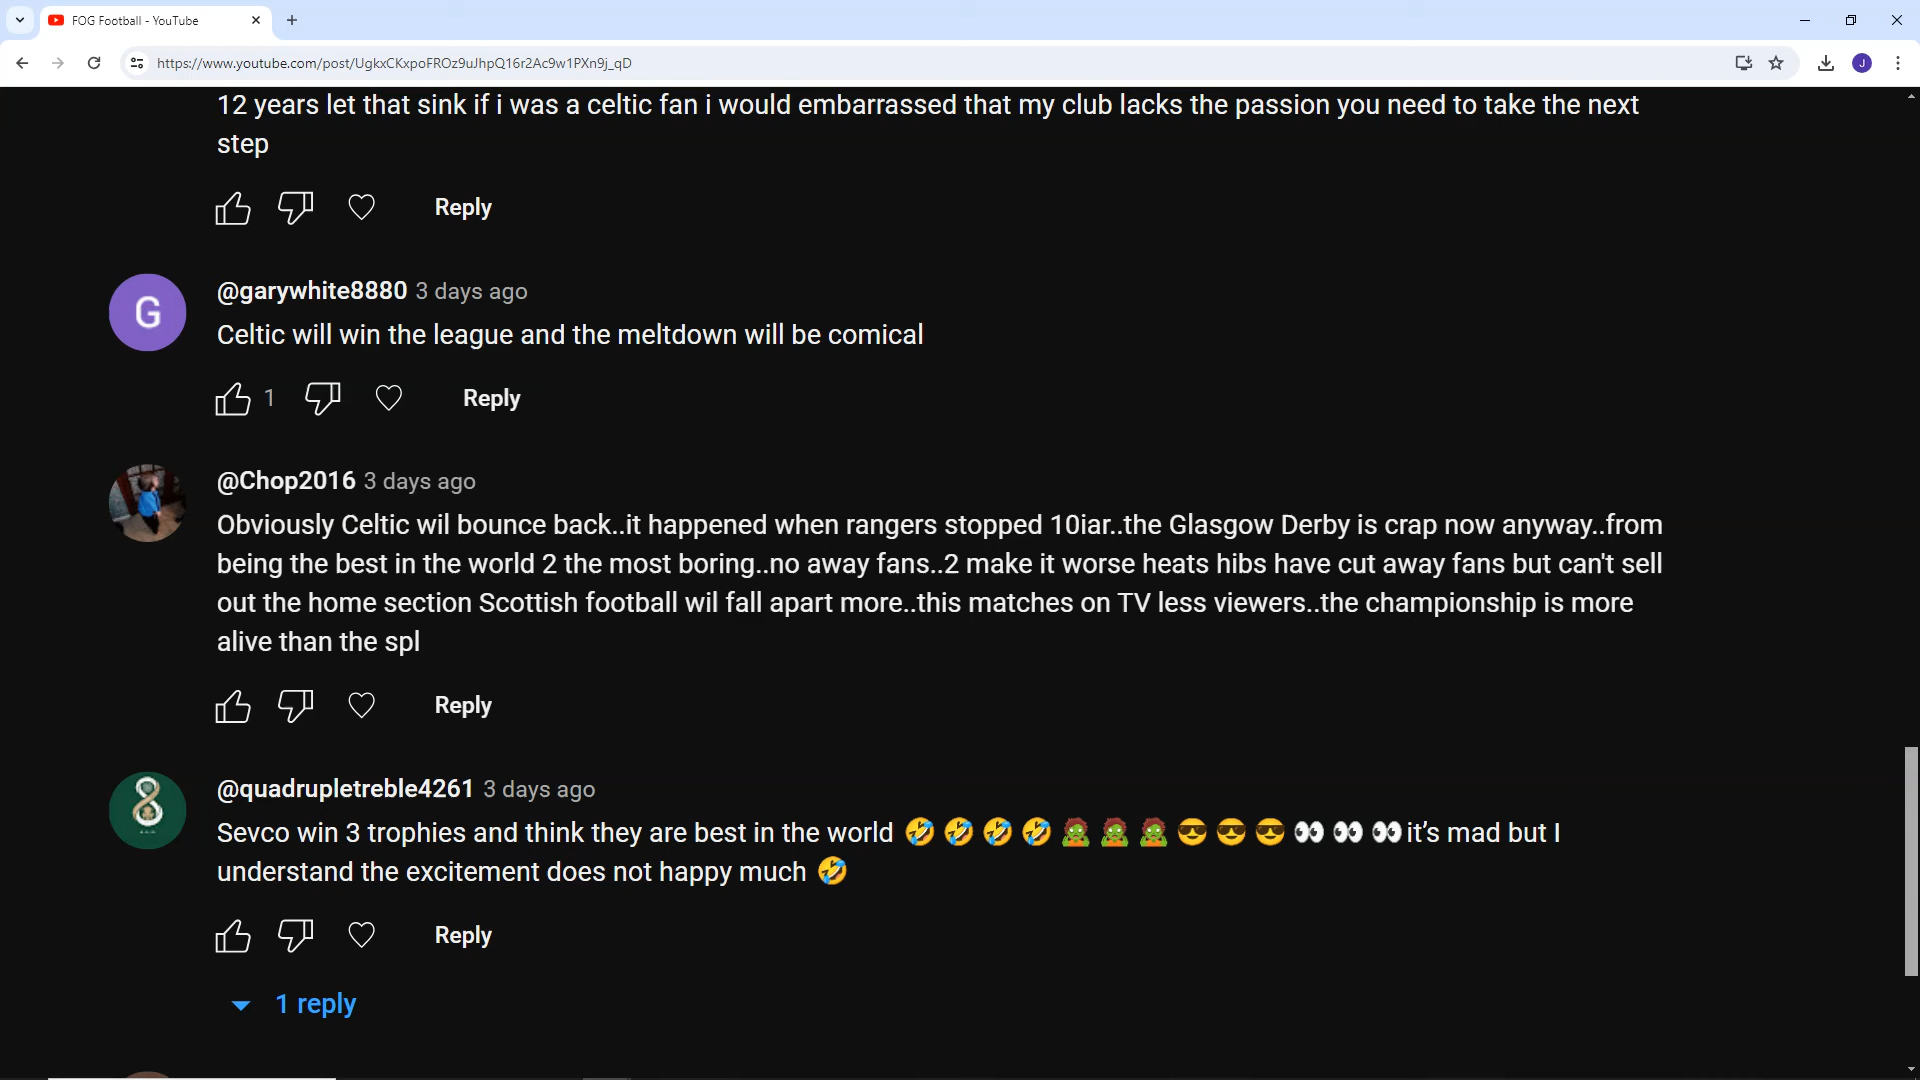 FOG Football - YouTube
https://www.youtube.com/post/UgkxCKxpoFROz9uJhpQ16r2Ac9w1PXn9j_qD
J
12 years let that sink if i was a celtic fan i would embarrassed that my club lacks the passion you need to take the next
step
Reply
G
@garywhite8880 3 days ago
Celtic will win the league and the meltdown will be comical
1
Reply
@Chop2016 3 days ago
Obviously Celtic wil bounce back..it happened when rangers stopped 10iar..the Glasgow Derby is crap now anyway..from
being the best in the world 2 the most boring..no away fans..2 make it worse heats hibs have cut away fans but can't sell
out the home section Scottish football wil fall apart more..this matches on TV less viewers..the championship is more
alive than the spl
Reply
@quadrupletreble4261 3 days ago
Sevco win 3 trophies and think they are best in the world 🤣🤣🤣🤣🧟🧟🧟😎😎😎👀👀👀it’s mad but I
understand the excitement does not happy much 🤣
Reply
1 reply